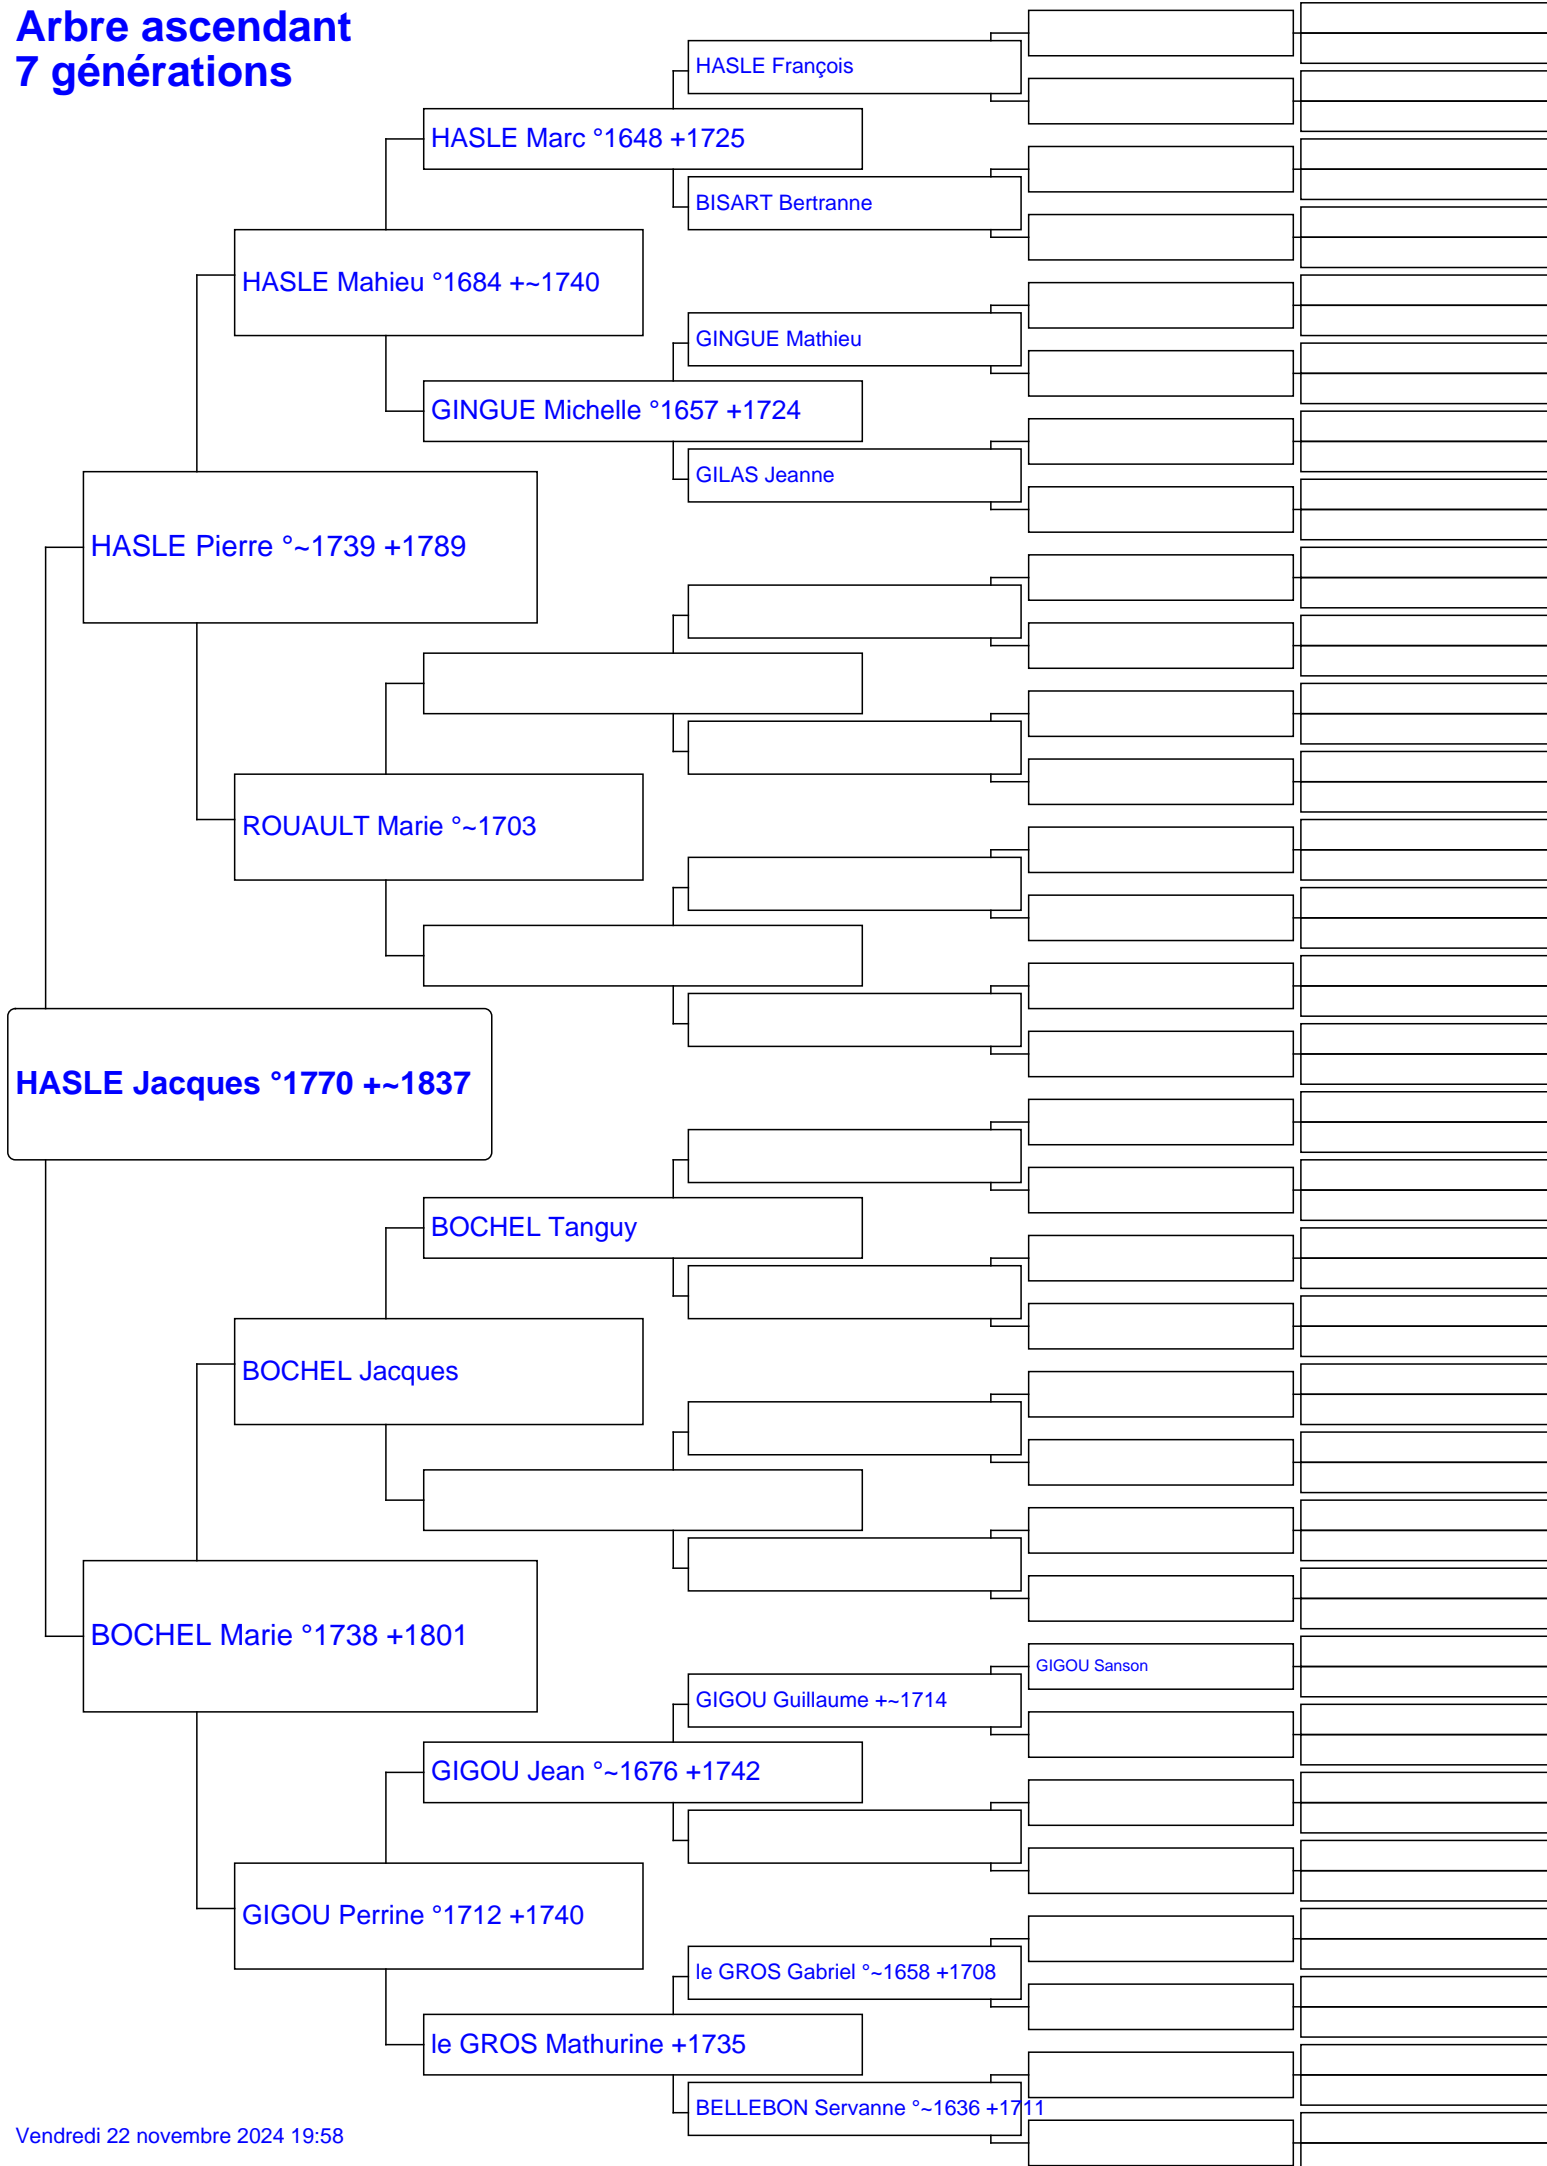 Arbre ascendant
7 générations
HASLE François
HASLE Marc °1648 +1725
BISART Bertranne
HASLE Mahieu °1684 +~1740
GINGUE Mathieu
GINGUE Michelle °1657 +1724
GILAS Jeanne
HASLE Pierre °~1739 +1789
ROUAULT Marie °~1703
HASLE Jacques °1770 +~1837
BOCHEL Tanguy
BOCHEL Jacques
BOCHEL Marie °1738 +1801
GIGOU Sanson
GIGOU Guillaume +~1714
GIGOU Jean °~1676 +1742
GIGOU Perrine °1712 +1740
le GROS Gabriel °~1658 +1708
le GROS Mathurine +1735
BELLEBON Servanne °~1636 +1711
Vendredi 22 novembre 2024 19:58